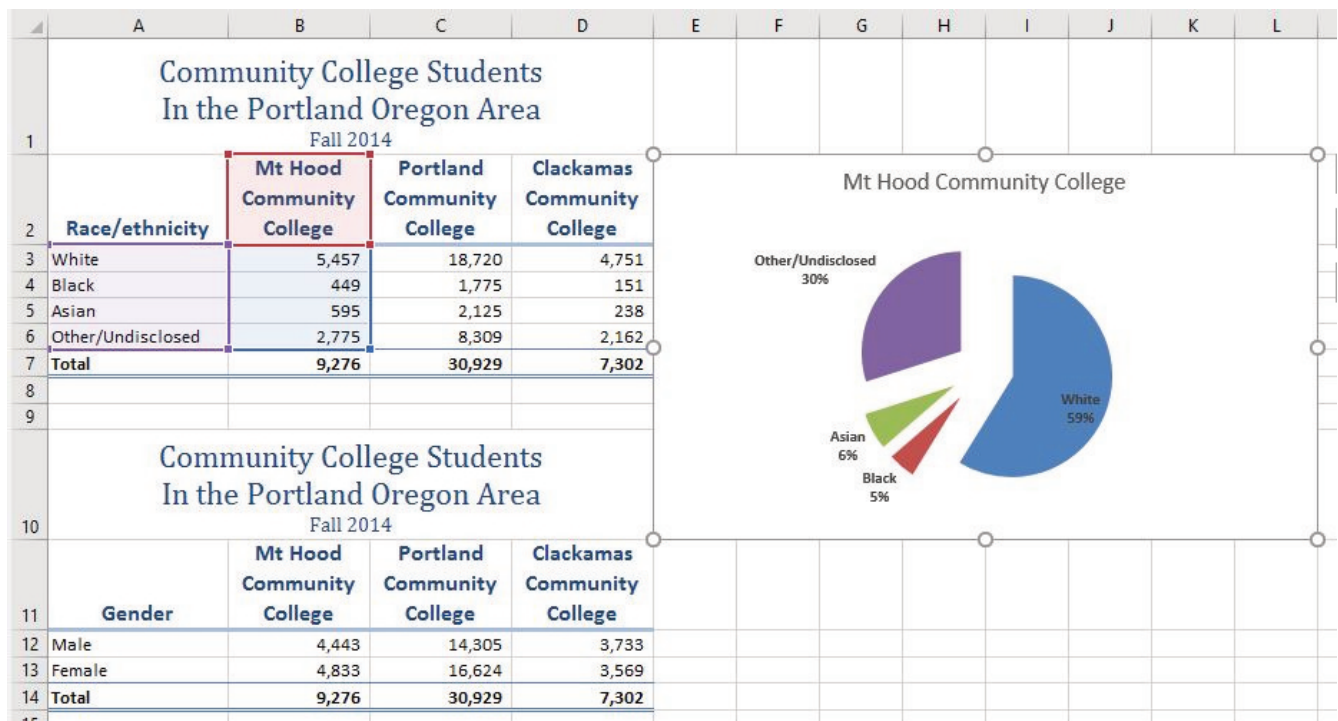 A B C D E F G H I J K L
Community College Students
In the Portland Oregon Area
1 Fall 2014
Mt Hood Portland Clackamas
Community Community Community
2 Race/ethnicity College College College
3 White 5,457 18,720 4,751
4 Black 449 1,775 151
5 Asian 595 2,125 238
6 Other/Undisclosed 2,775 8,309 2,162
7 Total 9,276 30,929 7,302
8
9
Community College Students
In the Portland Oregon Area
10 Fall 2014
Mt Hood Portland Clackamas
Community Community Community
11 Gender College College College
12 Male 4,443 14,305 3,733
13 Female 4,833 16,624 3,569
14 Total 9,276 30,929 7,302
Mt Hood Community College
Other/Undisclosed
30%
White
59%
Asian
6%
Black
5%